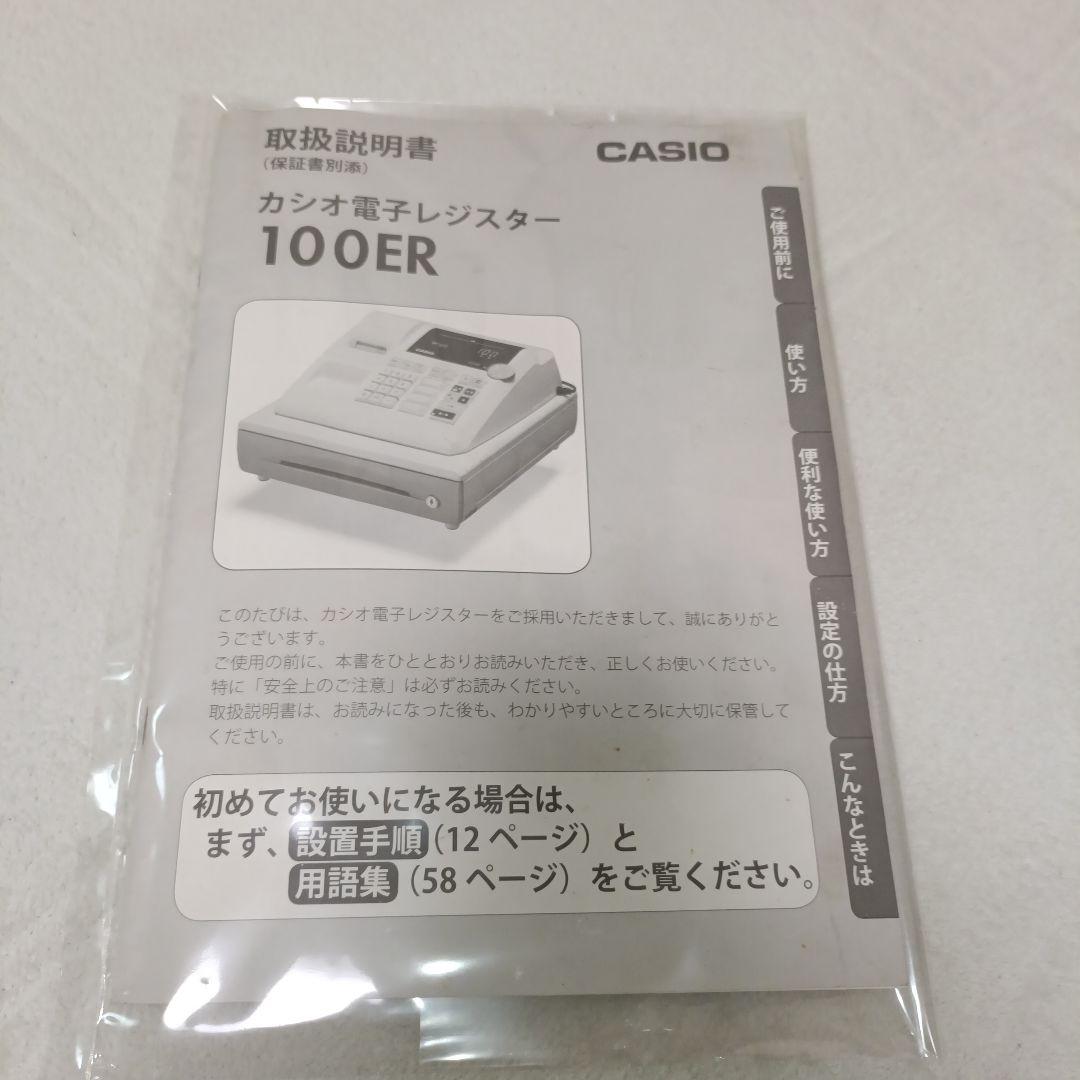 取扱説明書
(保証書別添)
CASIO
カシオ電子レジスター
100ER
CASIO
このたびは、カシオ電子レジスターをご採用いただきまして、誠にありがと
うございます。
ご使用の前に、本書をひととおりお読みいただき、正しくお使いください。
特に「安全上のご注意」は必ずお読みください。
取扱説明書は、お読みになった後も、わかりやすいところに大切に保管して
ください。
初めてお使いになる場合は、
まず、設置手順（12 ページ）と
用語集（58 ページ）をご覧ください。
ご使用前に
使い方
便利な使い方
設定の仕方
こんなときは